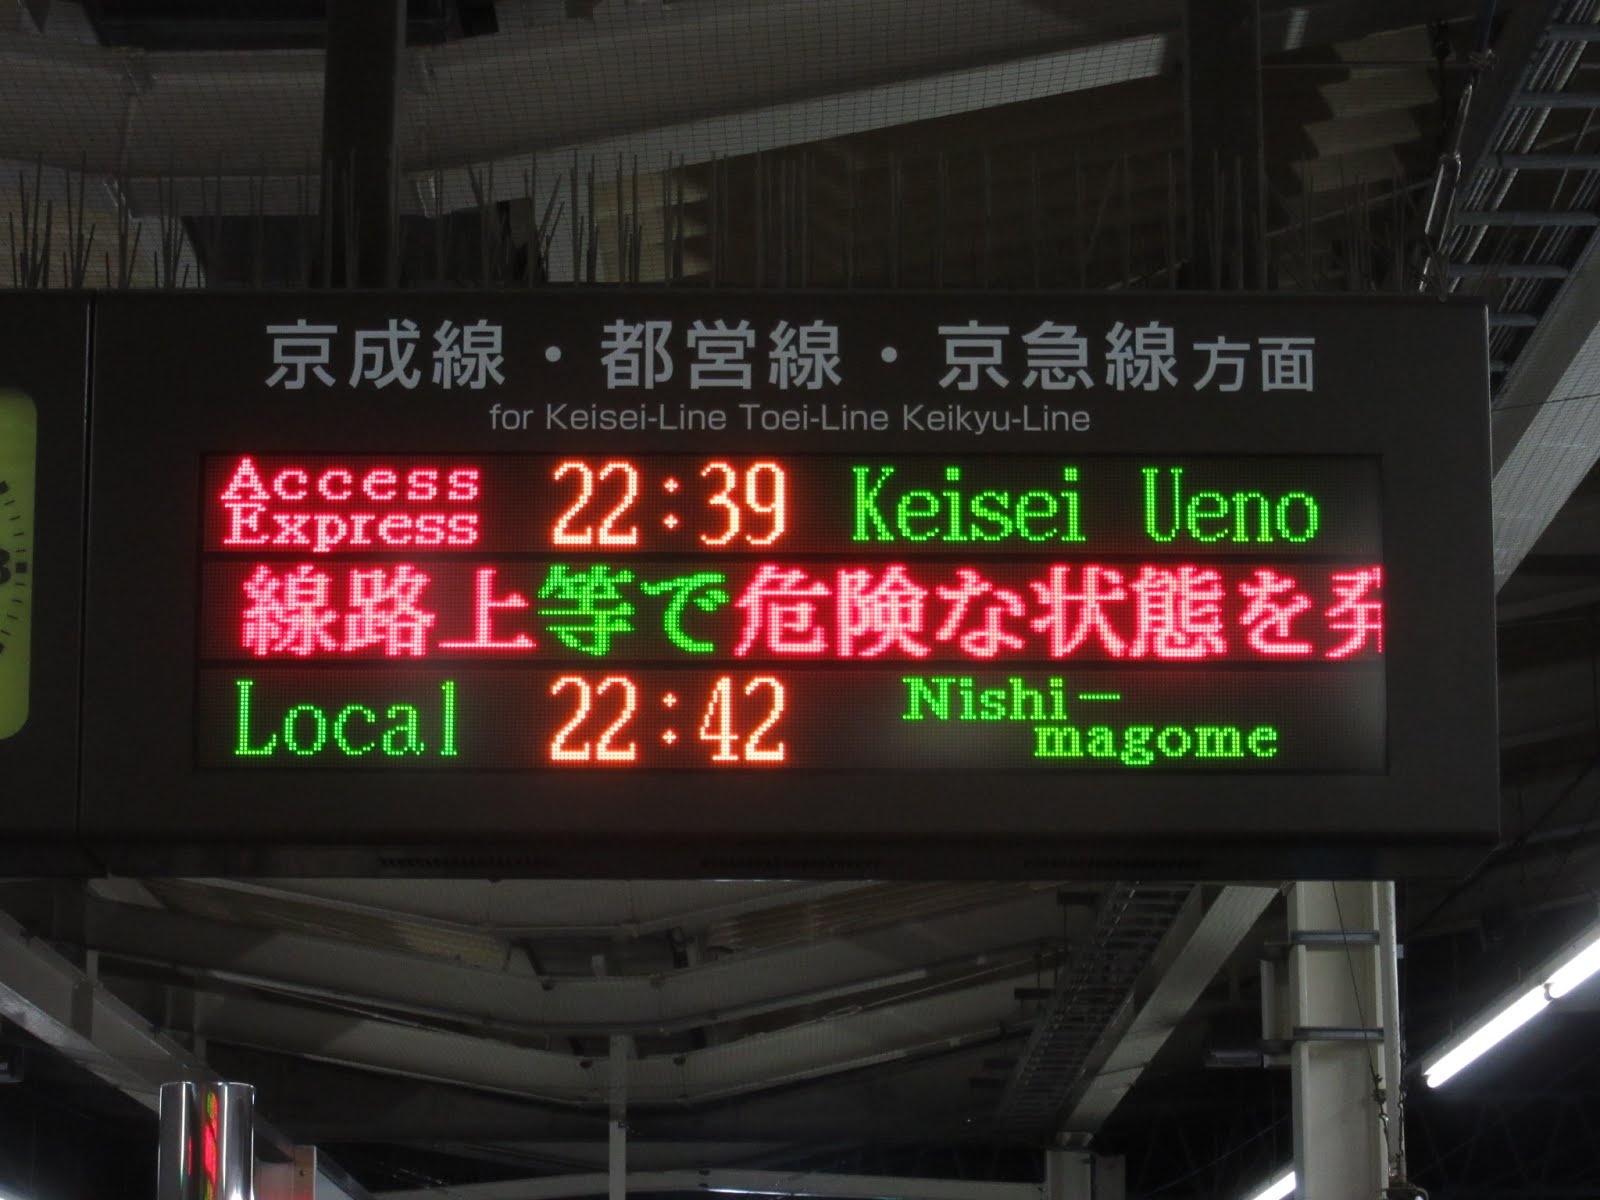 京成線・都営線・京急線方面
for Keisei-Line Toei-Line Keikyu-Line
Access Express 22:39 Keisei Ueno
線路上等で危険な状態を発
Local 22:42 Nishi-magome